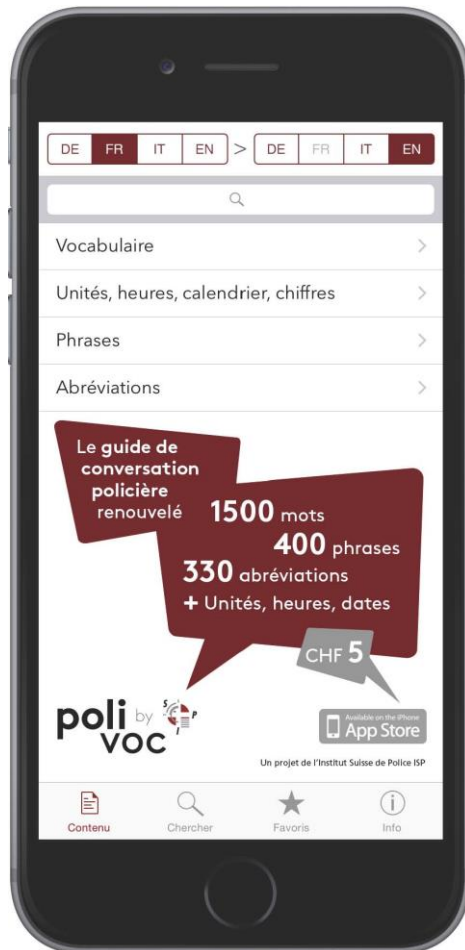 DE FR IT EN > DE FR IT EN
Vocabulaire
Unités, heures, calendrier, chiffres
Phrases
Abréviations
Le guide de
conversation
policière
renouvelé
1500 mots
400 phrases
330 abréviations
+ Unités, heures, dates
CHF 5
poli by
voc
S I P
Available on the iPhone
App Store
Un projet de l'Institut Suisse de Police ISP
Contenu Chercher Favoris Info